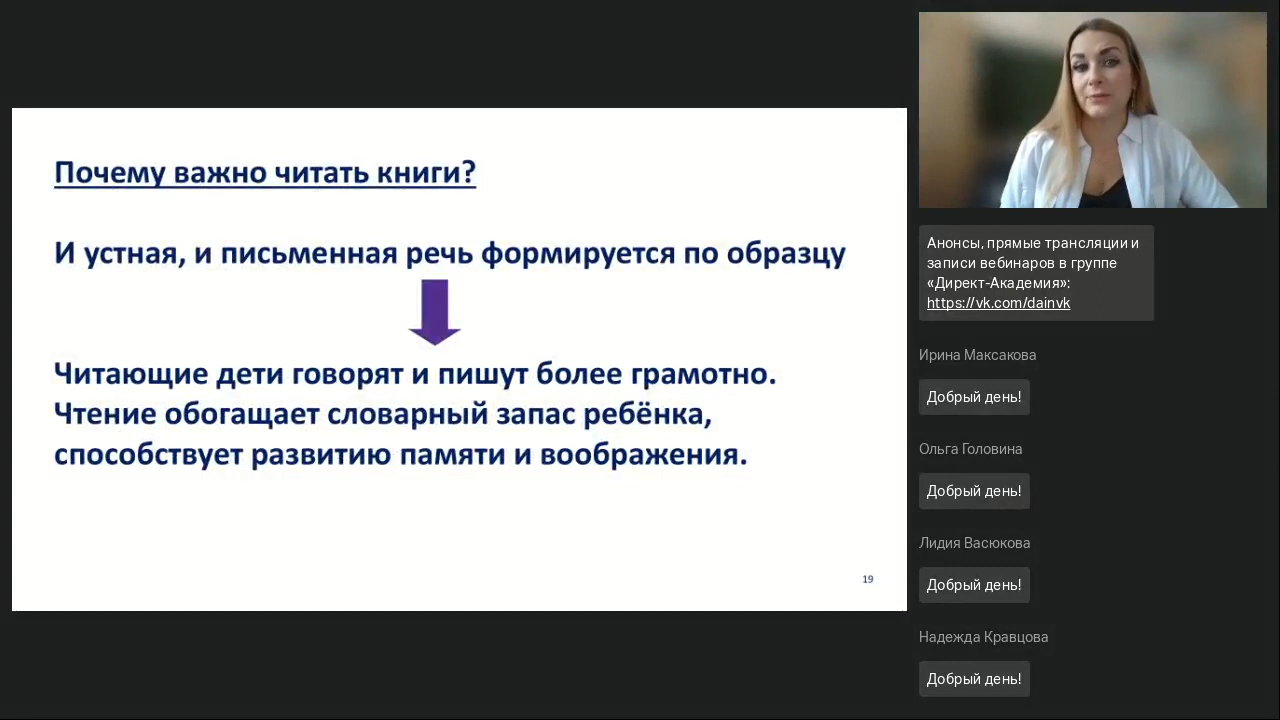 Почему важно читать книги?
И устная, и письменная речь формируется по образцу
Читающие дети говорят и пишут более грамотно.
Чтение обогащает словарный запас ребёнка,
способствует развитию памяти и воображения.
19
Анонсы, прямые трансляции и
записи вебинаров в группе
«Директ-Академия»:
https://vk.com/dainvk
Ирина Максакова
Добрый день!
Ольга Головина
Добрый день!
Лидия Васюкова
Добрый день!
Надежда Кравцова
Добрый день!